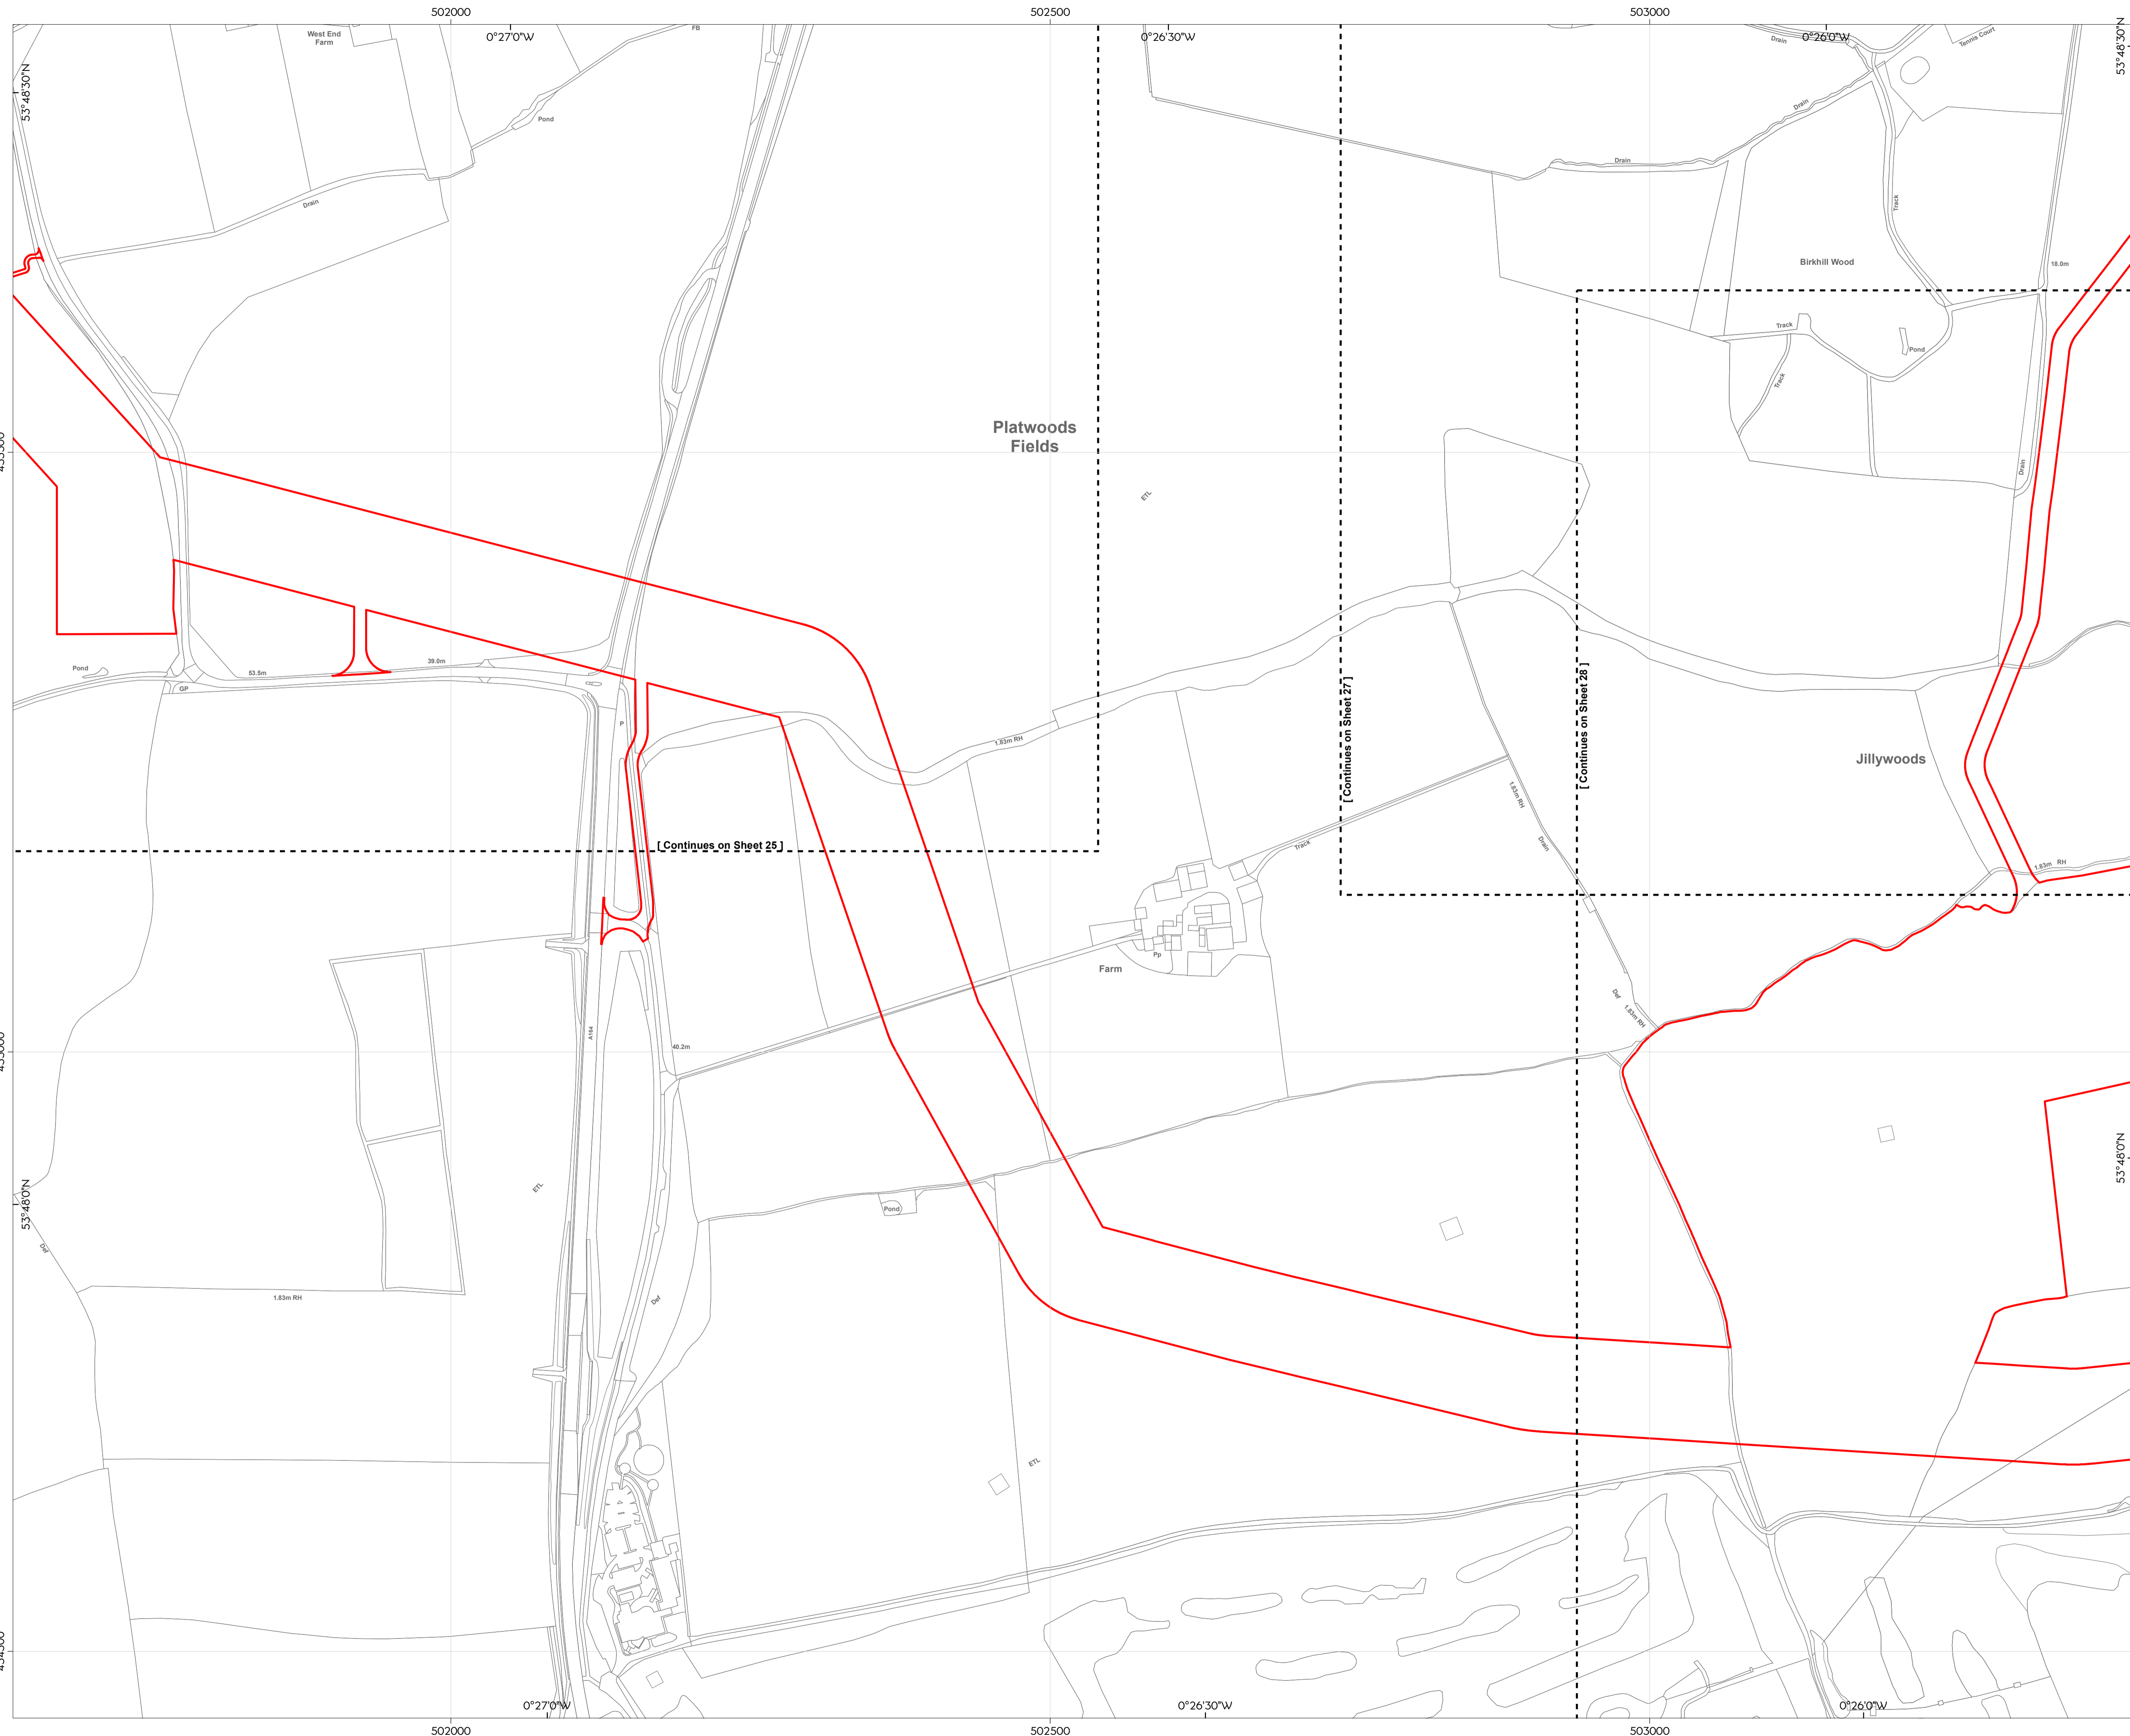 502000
502500
503000
0°27'0"W
0°26'30"W
0°26'0"W
53°48'30"N
53°48'30"N
West End
Farm
FB
Drain
Tennis Court
Pond
Drain
Drain
Drain
Track
Birkhill Wood
18.0m
Track
Pond
Track
Platwoods
Fields
Drain
ETL
Pond
53.5m
39.0m
GP
P
1.83m RH
[ Continues on Sheet 27 ]
[ Continues on Sheet 28 ]
Jillywoods
1.83m RH
[ Continues on Sheet 25 ]
Track
Drain
1.83m RH
Pp
Farm
Def
1.83m RH
A164
40.2m
53°48'0"N
53°48'0"N
ETL
Pond
Def
1.83m RH
Def
ETL
0°27'0"W
0°26'30"W
0°26'0"W
502000
502500
503000